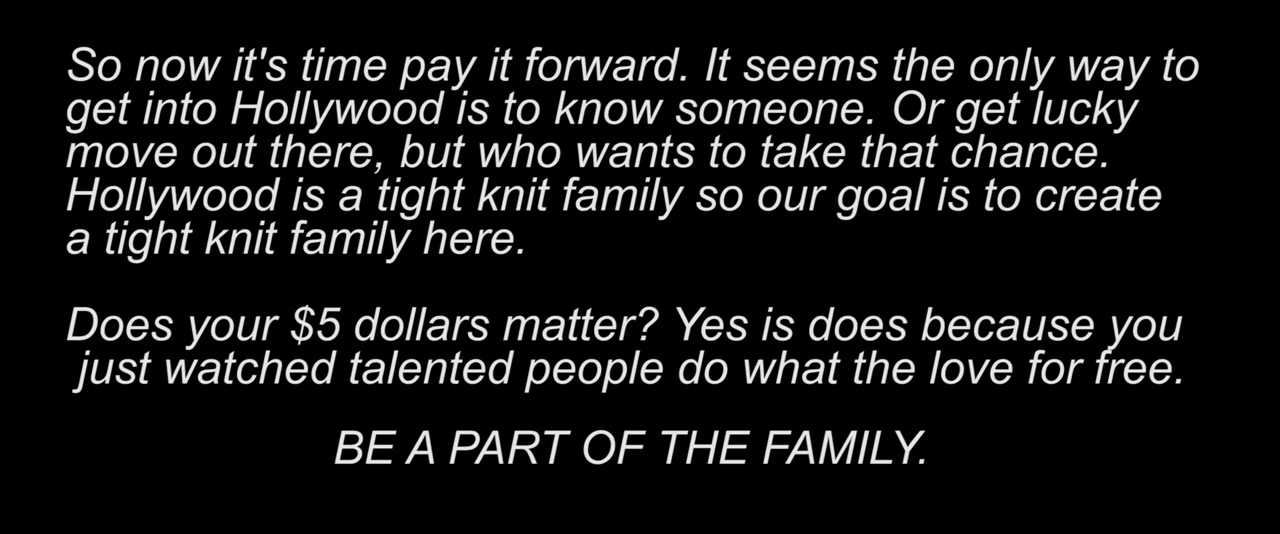 So now it's time pay it forward. It seems the only way to
get into Hollywood is to know someone. Or get lucky
move out there, but who wants to take that chance.
Hollywood is a tight knit family so our goal is to create
a tight knit family here.
Does your $5 dollars matter? Yes is does because you
just watched talented people do what the love for free.
BE A PART OF THE FAMILY.